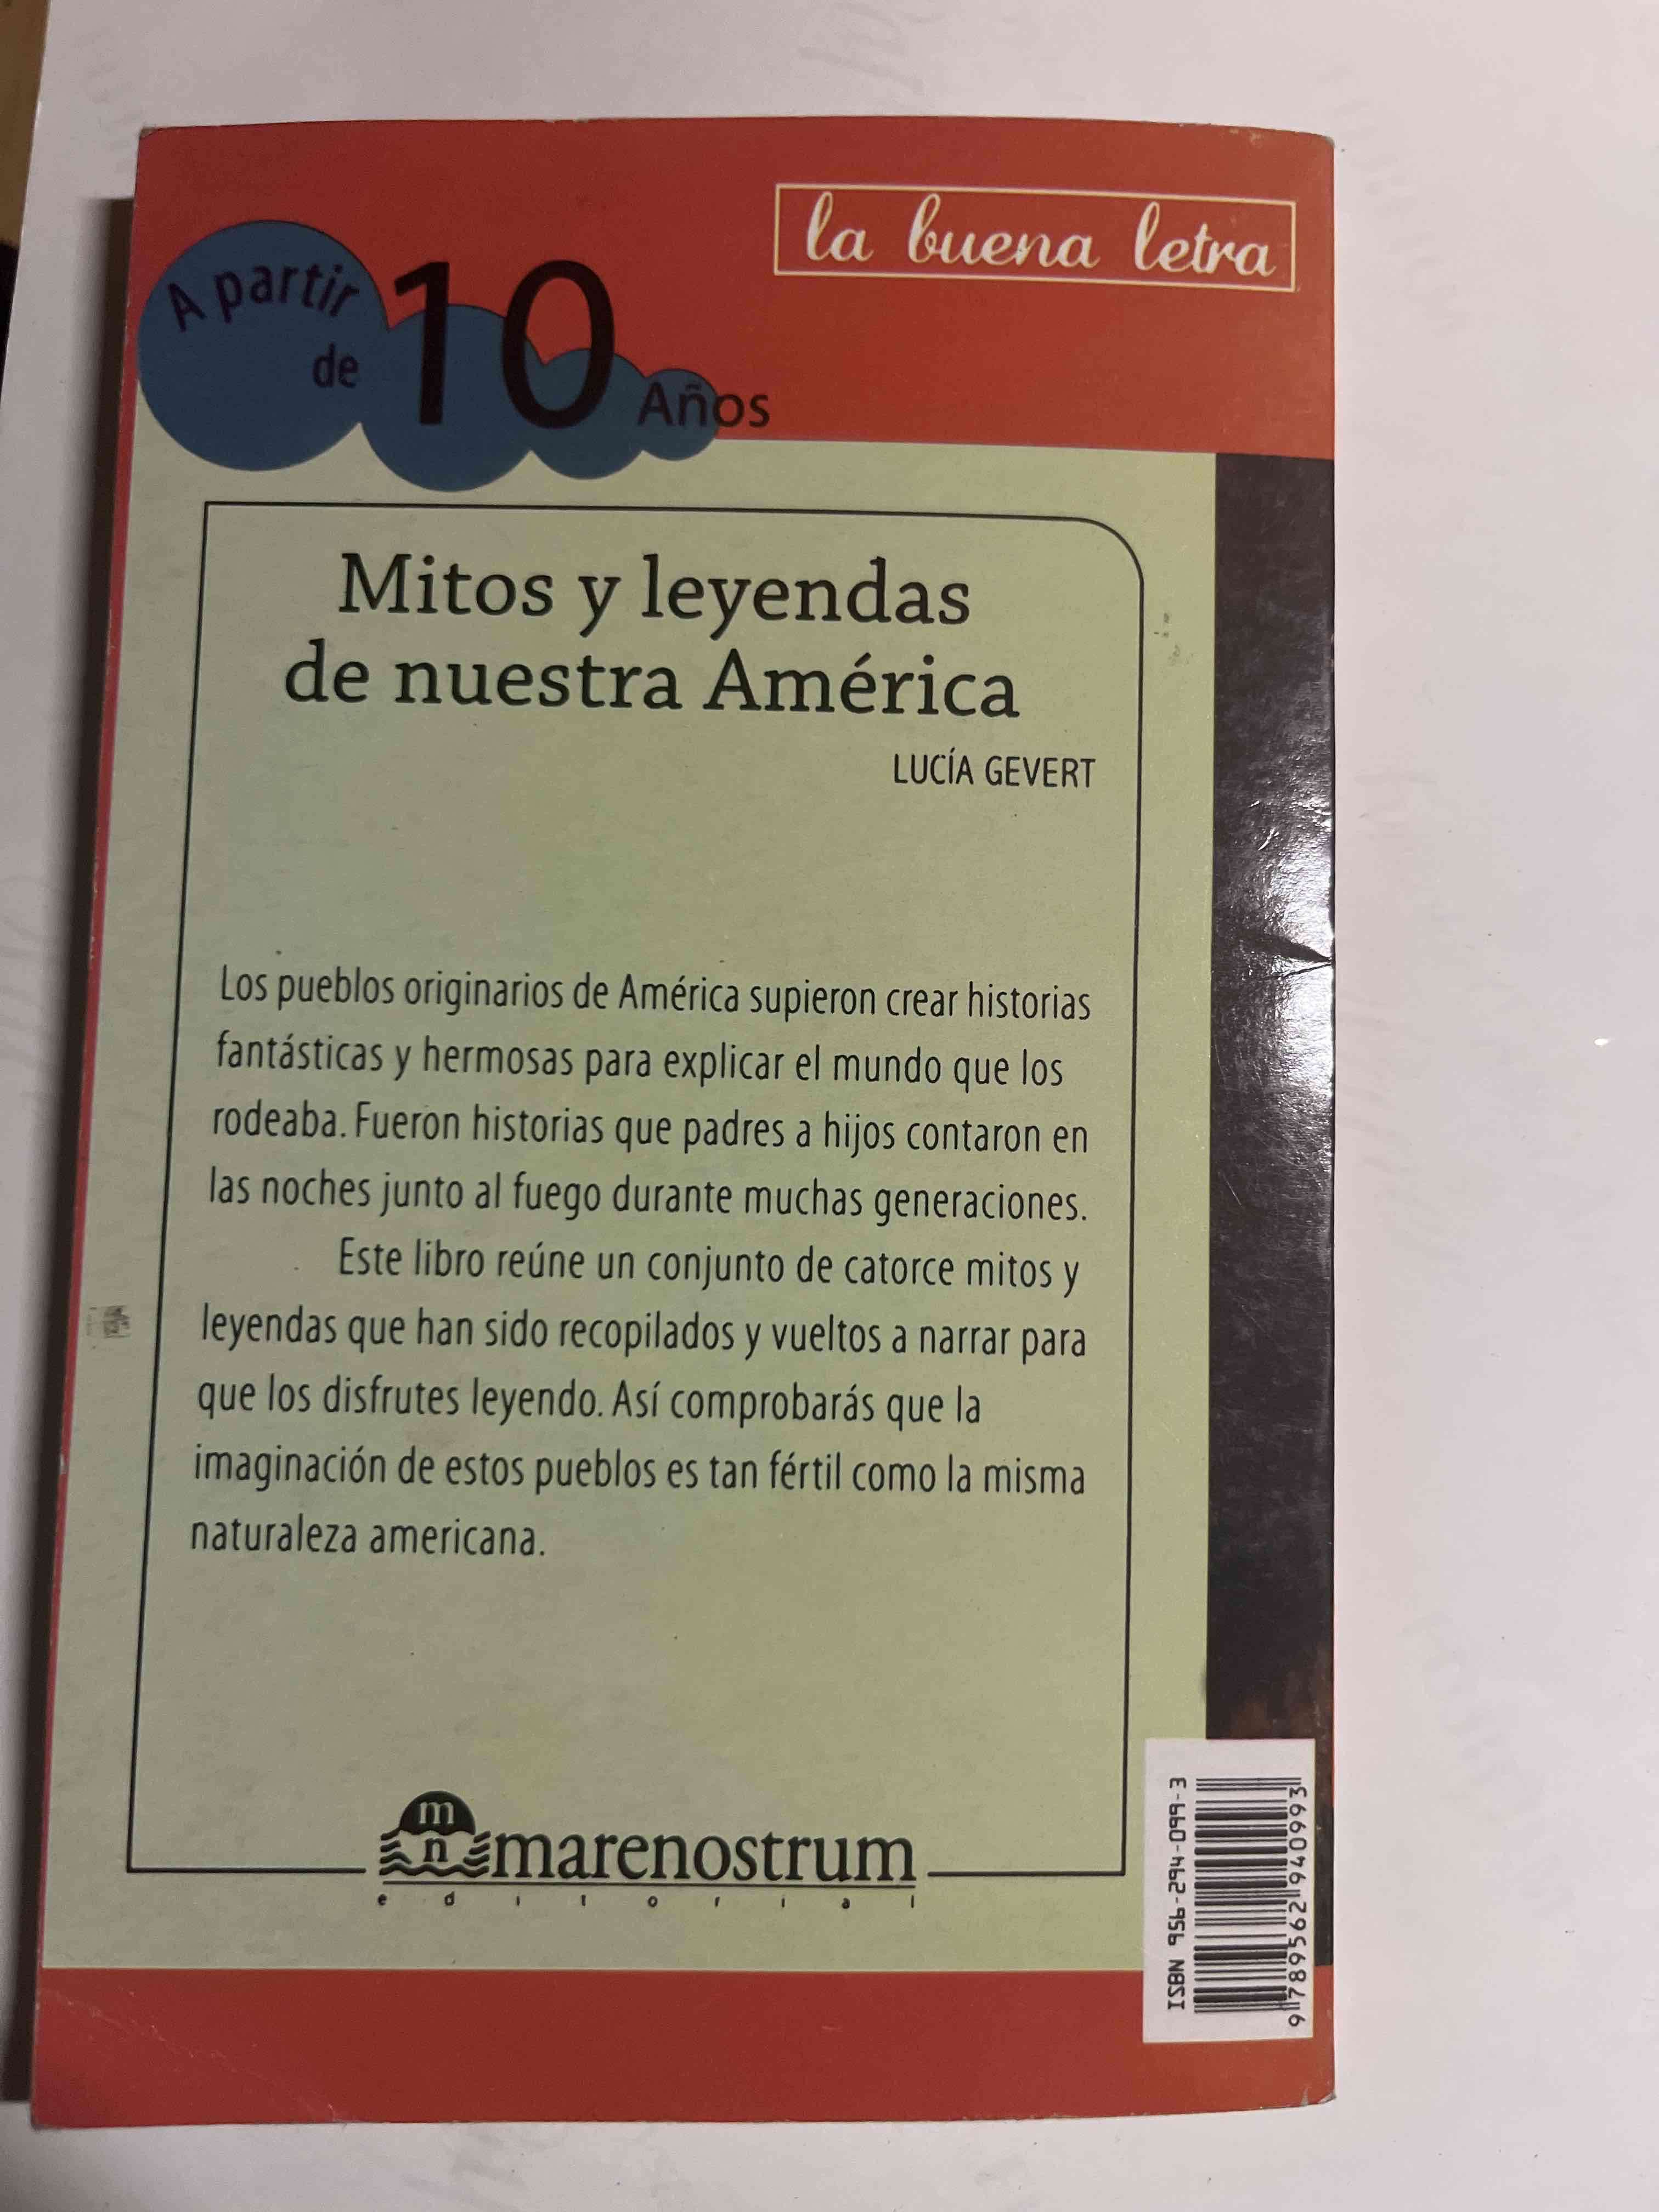 la buena letra
A partir
de 10 Años
Mitos y leyendas
de nuestra América
LUCÍA GEVERT
Los pueblos originarios de América supieron crear historias
fantásticas y hermosas para explicar el mundo que los
rodeaba. Fueron historias que padres a hijos contaron en
las noches junto al fuego durante muchas generaciones.
Este libro reúne un conjunto de catorce mitos y
leyendas que han sido recopilados y vueltos a narrar para
que los disfrutes leyendo. Así comprobarás que la
imaginación de estos pueblos es tan fértil como la misma
naturaleza americana.
m
n
marenostrum
editorial
ISBN 956-294-099-3
9 789562 940993